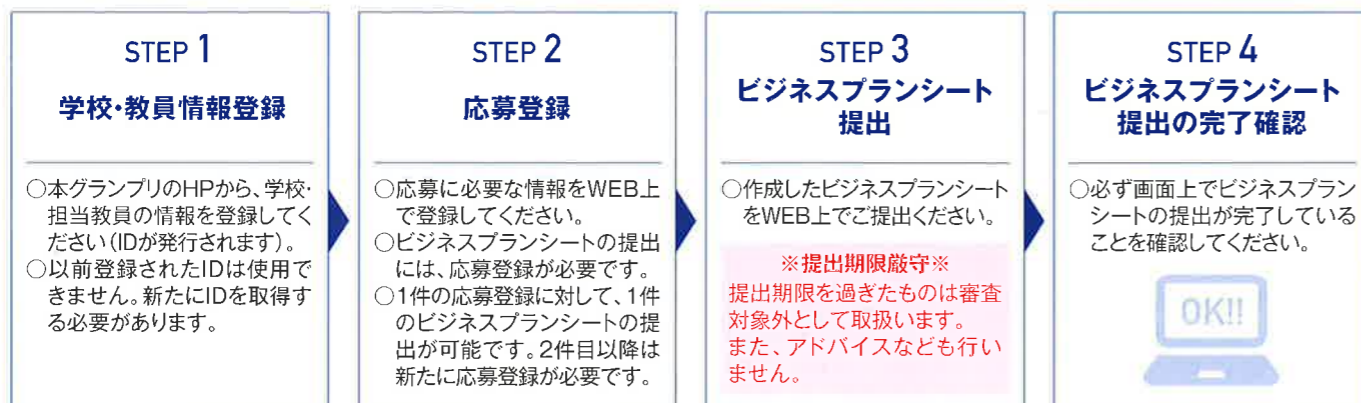 STEP 1
学校・教員情報登録
○本グランプリのHPから、学校・
担当教員の情報を登録してく
ださい(IDが発行されます)。
○以前登録されたIDは使用で
きません。新たにIDを取得す
る必要があります。
STEP 2
応募登録
○応募に必要な情報をWEB上
で登録してください。
○ビジネスプランシートの提出
には、応募登録が必要です。
○1件の応募登録に対して、1件
のビジネスプランシートの提
出が可能です。2件目以降は
新たに応募登録が必要です。
STEP 3
ビジネスプランシート
提出
○作成したビジネスプランシート
をWEB上でご提出ください。
※提出期限厳守※
提出期限を過ぎたものは審査
対象外として取扱います。
また、アドバイスなども行い
ません。
STEP 4
ビジネスプランシート
提出の完了確認
○必ず画面上でビジネスプラン
シートの提出が完了している
ことを確認してください。
OK!!